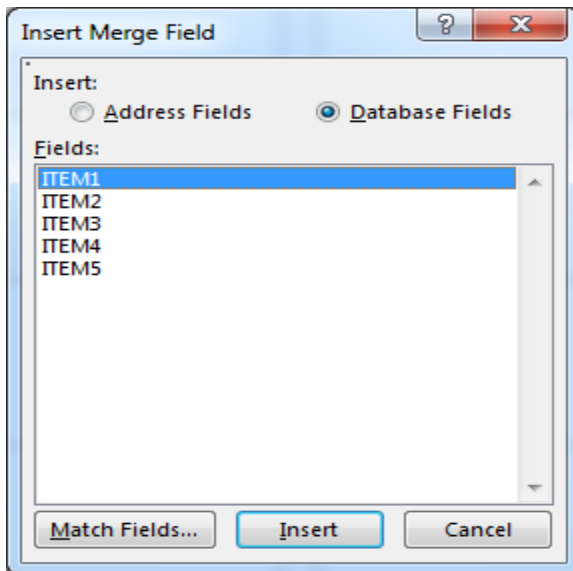 Insert Merge Field
?
Insert:
Address Fields Database Fields
Fields:
ITEM1
ITEM2
ITEM3
ITEM4
ITEM5
Match Fields... Insert Cancel